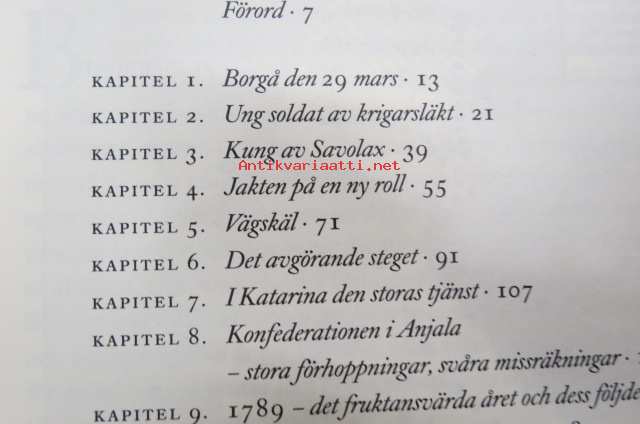 Förord · 7
KAPITEL 1. Borgå den 29 mars · 13
KAPITEL 2. Ung soldat av krigarsläkt · 21
KAPITEL 3. Kung av Savolax · 39
Antikvariaatti.net
KAPITEL 4. Jakten på en ny roll · 55
KAPITEL 5. Vägskäl · 71
KAPITEL 6. Det avgörande steget · 91
KAPITEL 7. I Katarina den storas tjänst · 107
KAPITEL 8. Konfederationen i Anjala
– stora förhoppningar, svåra missräkningar ·
KAPITEL 9. 1789 – det fruktansvärda året och dess följde